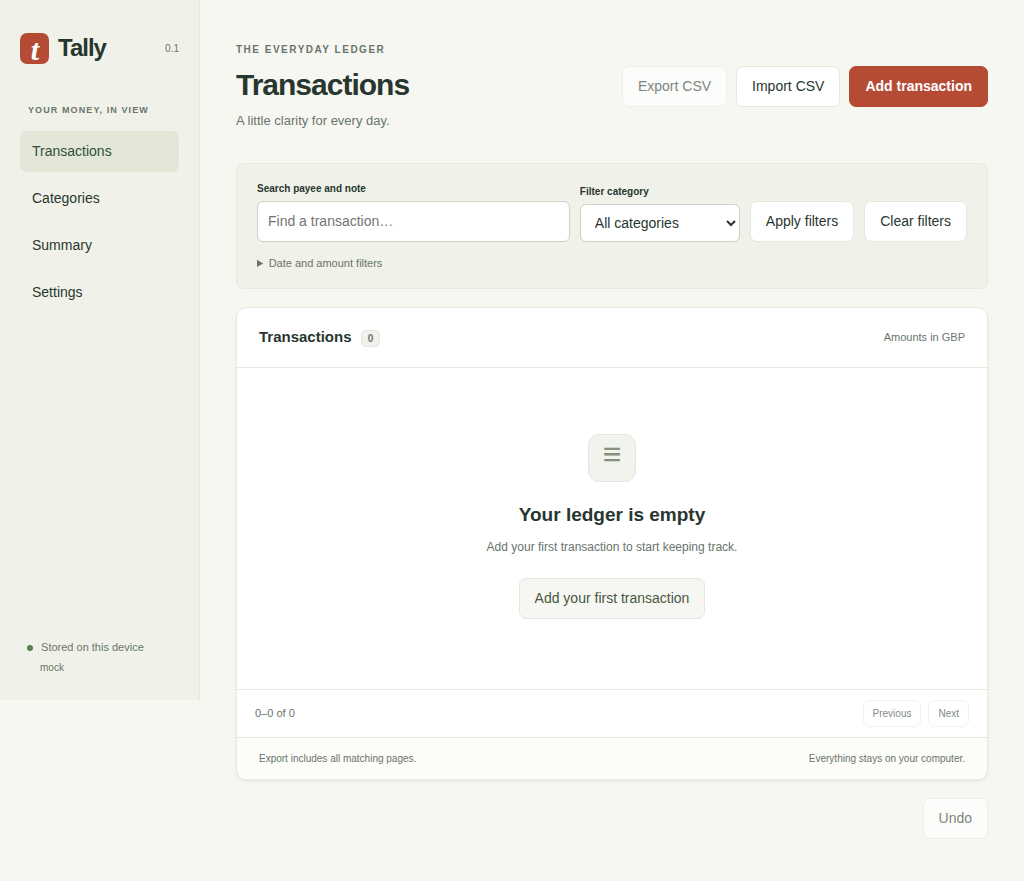 t Tally 0.1
YOUR MONEY, IN VIEW
Transactions
Categories
Summary
Settings
Stored on this device
mock
THE EVERYDAY LEDGER
Transactions
A little clarity for every day.
Export CSV
Import CSV
Add transaction
Search payee and note
Find a transaction…
Filter category
All categories
Apply filters
Clear filters
Date and amount filters
Transactions 0
Amounts in GBP
Your ledger is empty
Add your first transaction to start keeping track.
Add your first transaction
0–0 of 0
Previous
Next
Export includes all matching pages.
Everything stays on your computer.
Undo